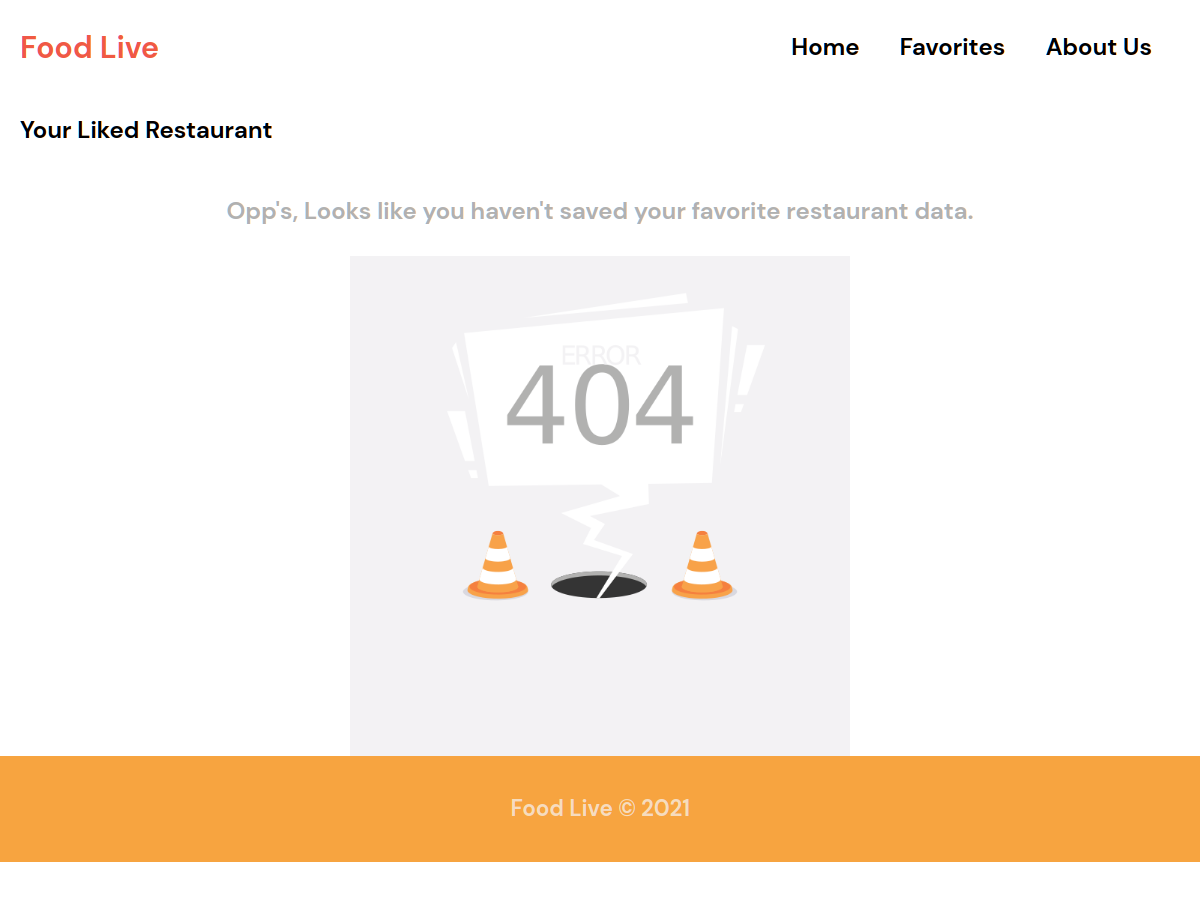 Food Live
Home Favorites About Us
Your Liked Restaurant
Opp's, Looks like you haven't saved your favorite restaurant data.
ERROR
404
Food Live © 2021